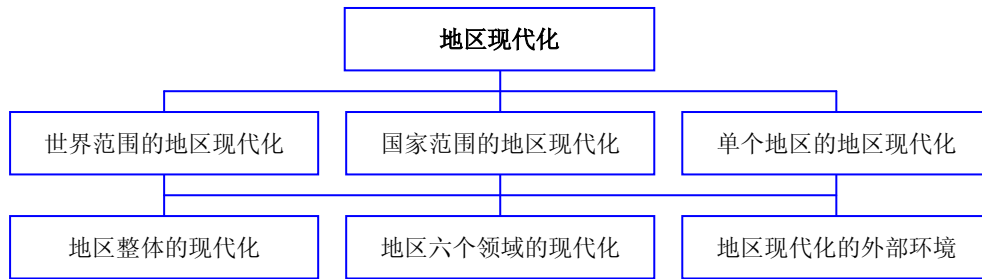 地区现代化
世界范围的地区现代化
国家范围的地区现代化
单个地区的地区现代化
地区整体的现代化
地区六个领域的现代化
地区现代化的外部环境